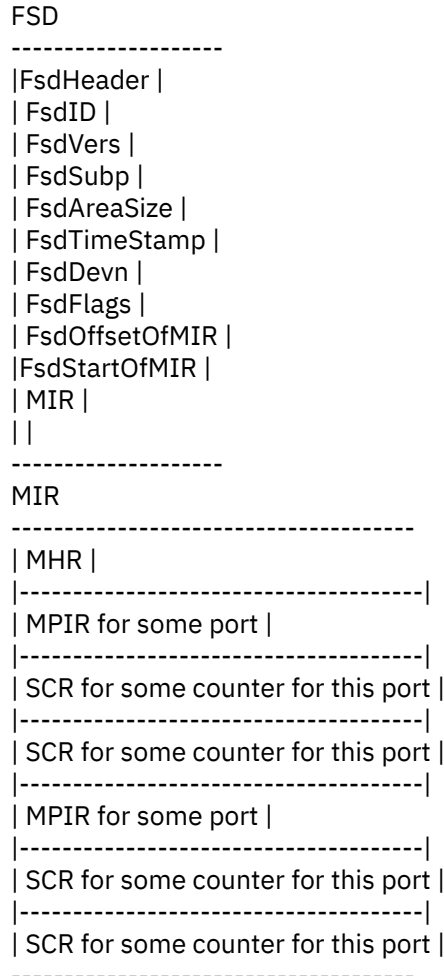 FSD
--------------------
|FsdHeader |
| FsdID |
| FsdVers |
| FsdSubp |
| FsdAreaSize |
| FsdTimeStamp |
| FsdDevn |
| FsdFlags |
| FsdOffsetOfMIR |
|FsdStartOfMIR |
| MIR |
| |
--------------------
MIR
--------------------------------------
| MHR |
|--------------------------------------|
| MPIR for some port |
|--------------------------------------|
| SCR for some counter for this port |
|--------------------------------------|
| SCR for some counter for this port |
|--------------------------------------|
| MPIR for some port |
|--------------------------------------|
| SCR for some counter for this port |
|--------------------------------------|
| SCR for some counter for this port |
--------------------------------------